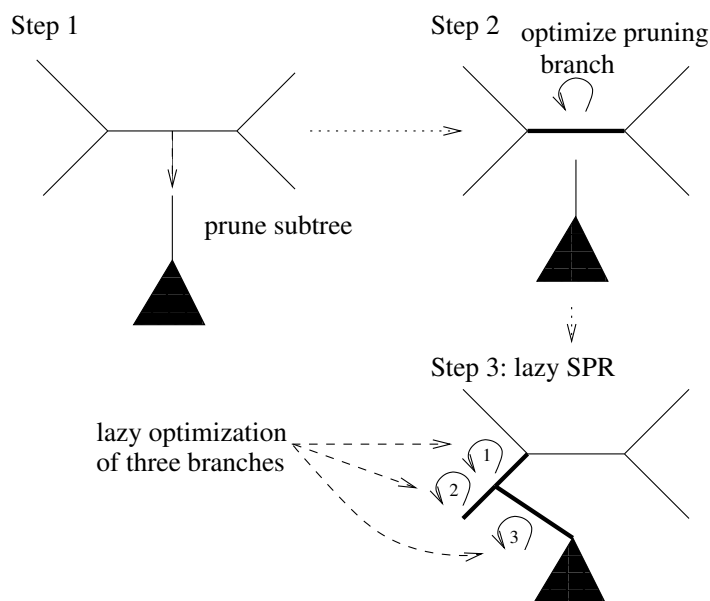 Step 1
Step 2
optimize pruning
branch
prune subtree
Step 3: lazy SPR
lazy optimization
of three branches
1
2
3